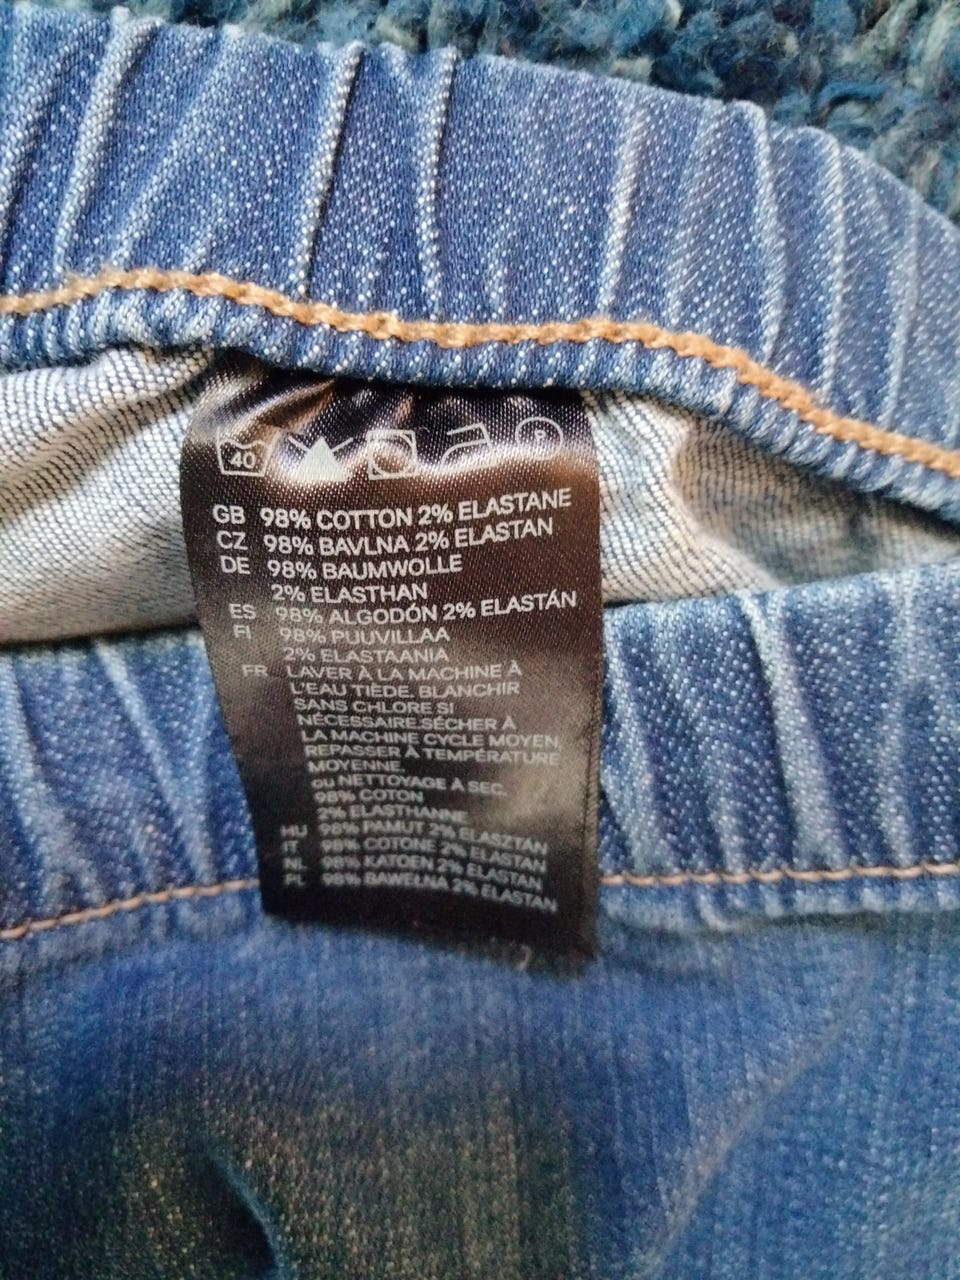 40 P
GB 98% COTTON 2% ELASTANE
CZ 98% BAVLNA 2% ELASTAN
DE 98% BAUMWOLLE
2% ELASTHAN
ES 98% ALGODÓN 2% ELASTÁN
FI 98% PUUVILLAA
2% ELASTAANIA
FR LAVER À LA MACHINE À
L'EAU TIÈDE. BLANCHIR
SANS CHLORE SI
NÉCESSAIRE.SÉCHER À
LA MACHINE CYCLE MOYEN.
REPASSER À TEMPÉRATURE
MOYENNE.
ou NETTOYAGE À SEC.
98% COTON
2% ELASTHANNE
HU 98% PAMUT 2% ELASZTÁN
IT 98% COTONE 2% ELASTAN
NL 98% KATOEN 2% ELASTAN
PL 98% BAWEŁNA 2% ELASTAN